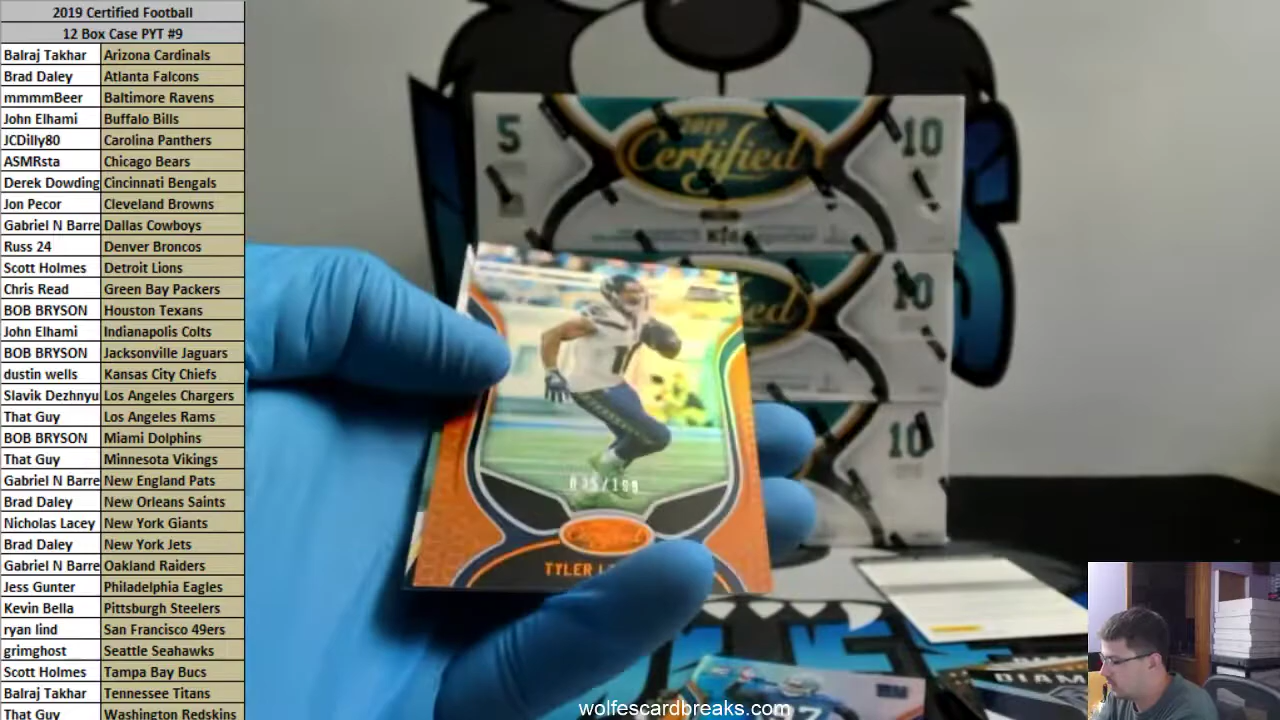 2019 Certified Football
12 Box Case PYT #9
Balraj Takhar Arizona Cardinals
Brad Daley Atlanta Falcons
mmmmBeer Baltimore Ravens
John Elhami Buffalo Bills
JCDilly80 Carolina Panthers
ASMRsta Chicago Bears
Derek Dowding Cincinnati Bengals
Jon Pecor Cleveland Browns
Gabriel N Barre Dallas Cowboys
Russ 24 Denver Broncos
Scott Holmes Detroit Lions
Chris Read Green Bay Packers
BOB BRYSON Houston Texans
John Elhami Indianapolis Colts
BOB BRYSON Jacksonville Jaguars
dustin wells Kansas City Chiefs
Slavik Dezhnyu Los Angeles Chargers
That Guy Los Angeles Rams
BOB BRYSON Miami Dolphins
That Guy Minnesota Vikings
Gabriel N Barre New England Pats
Brad Daley New Orleans Saints
Nicholas Lacey New York Giants
Brad Daley New York Jets
Gabriel N Barre Oakland Raiders
Jess Gunter Philadelphia Eagles
Kevin Bella Pittsburgh Steelers
ryan lind San Francisco 49ers
grimghost Seattle Seahawks
Scott Holmes Tampa Bay Bucs
Balraj Takhar Tennessee Titans
That Guy Washington Redskins
5
2019
Certified
10
10
10
TYLER
wolfescardbreaks.com